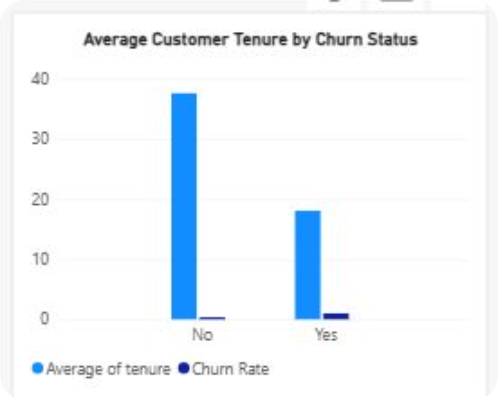 Average Customer Tenure by Churn Status
40
30
20
10
0
No Yes
Average of tenure Churn Rate